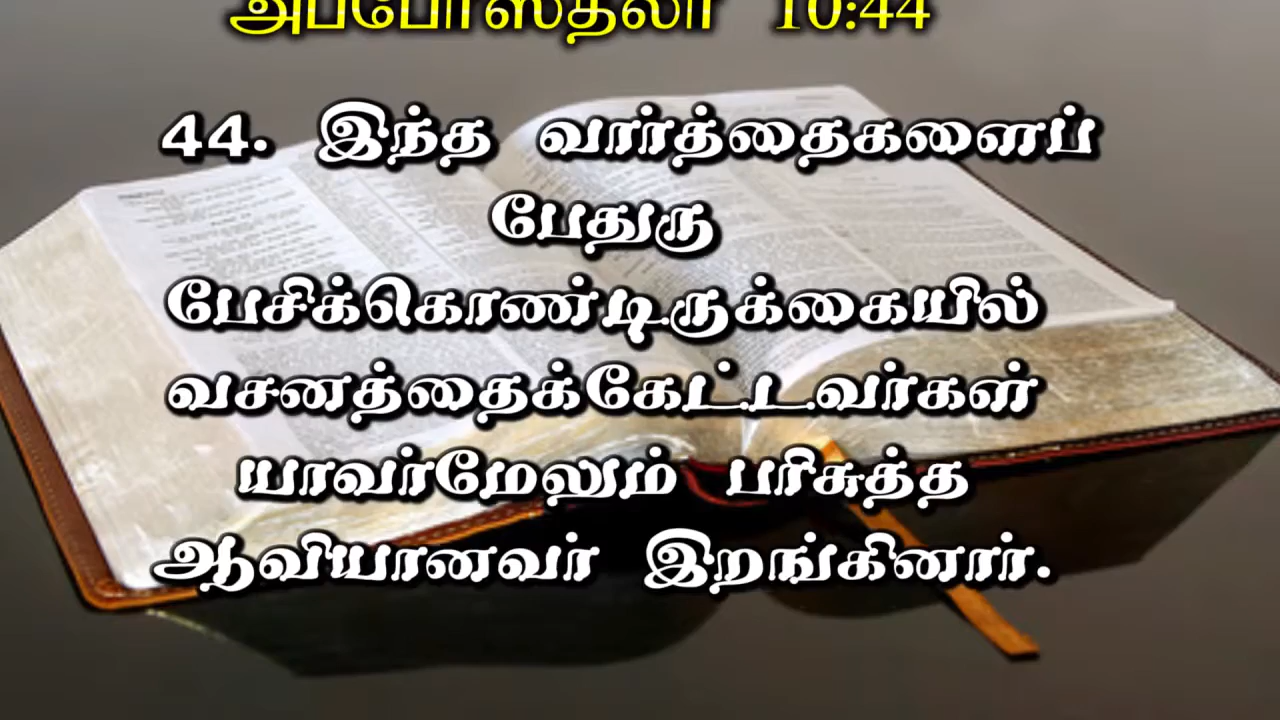 அப்போஸ்தலர் 10:44
44. இந்த வார்த்தைகளைப்
பேதுரு
பேசிக்கொண்டிருக்கையில்
வசனத்தைக்கேட்டவர்கள்
யாவர்மேலும் பரிசுத்த
ஆவியானவர் இறங்கினார்.